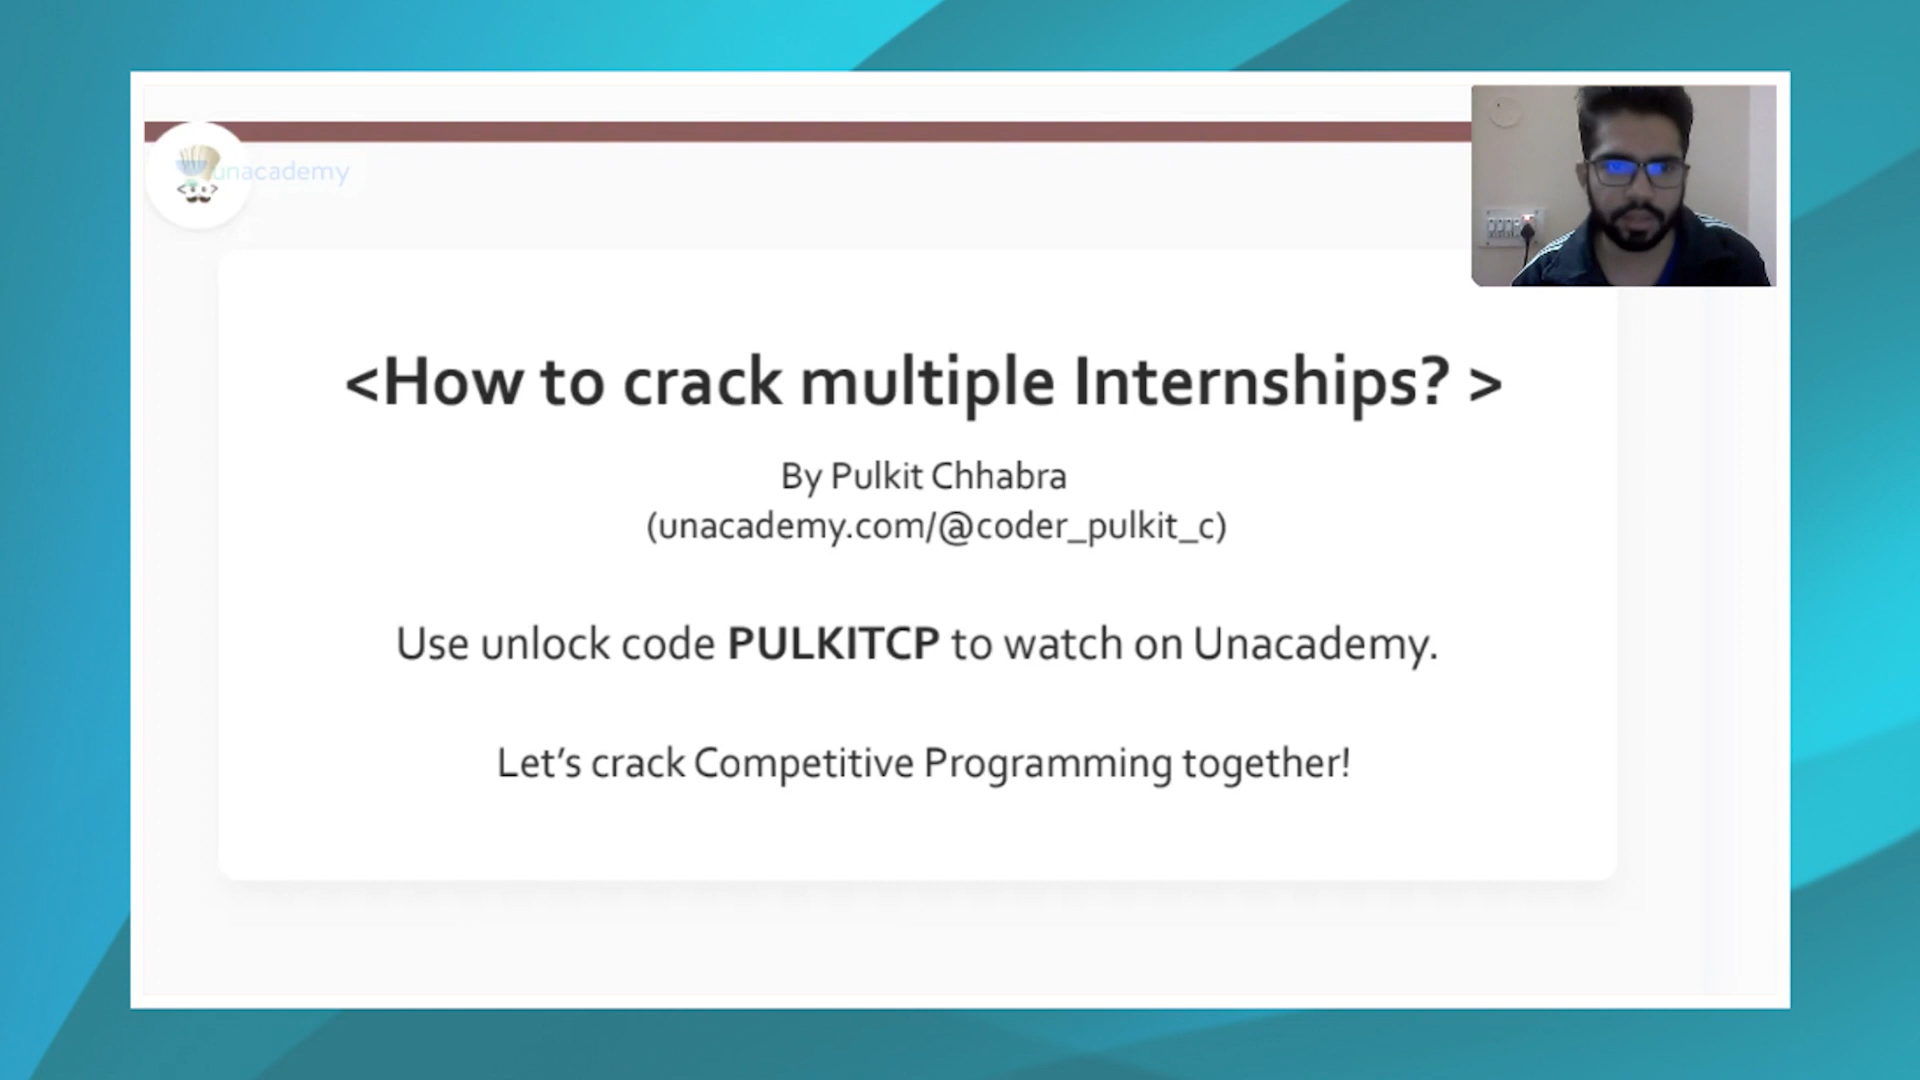 unacademy
<How to crack multiple Internships? >
By Pulkit Chhabra
(unacademy.com/@coder_pulkit_c)
Use unlock code PULKITCP to watch on Unacademy.
Let's crack Competitive Programming together!